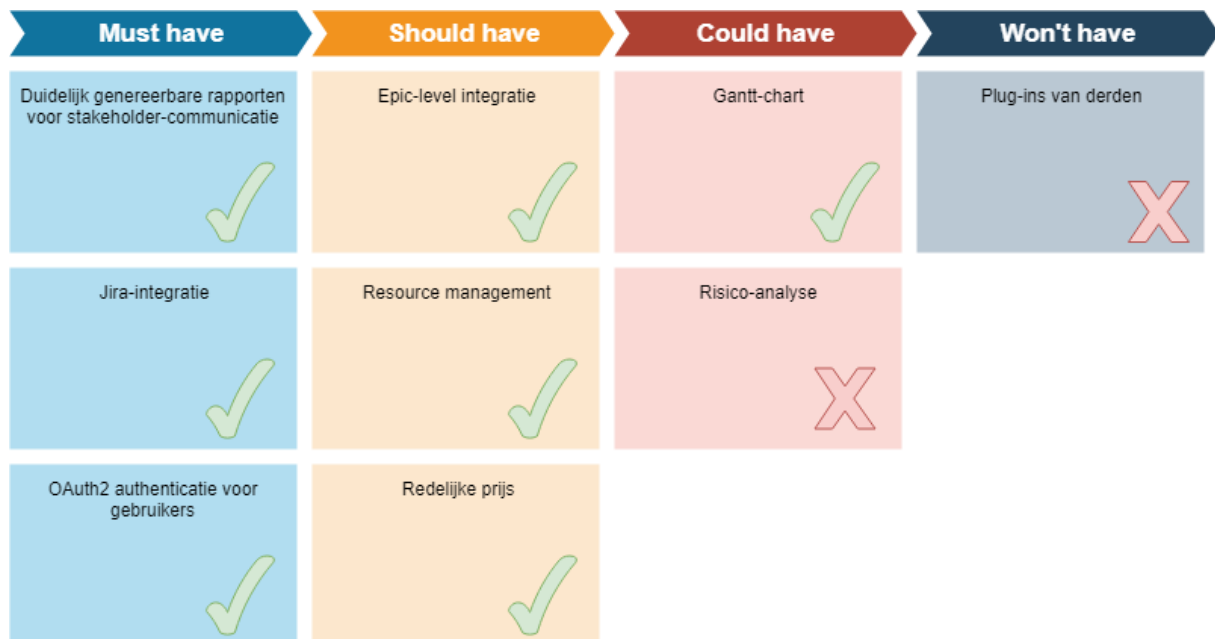 Must have
Should have
Could have
Won't have
Duidelijk genereerbare rapporten
voor stakeholder-communicatie
Epic-level integratie
Gantt-chart
Plug-ins van derden
Jira-integratie
Resource management
Risico-analyse
OAuth2 authenticatie voor
gebruikers
Redelijke prijs